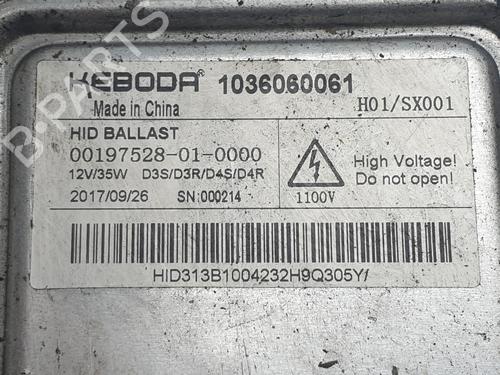 KEBODA® 1036060061
Made in China H01/SX001
HID BALLAST
00197528-01-0000
12V/35W D3S/D3R/D4S/D4R
2017/09/26 SN:000214
1100V
High Voltage!
Do not open!
HID313B1004232H9Q305Y/
B-PARTS